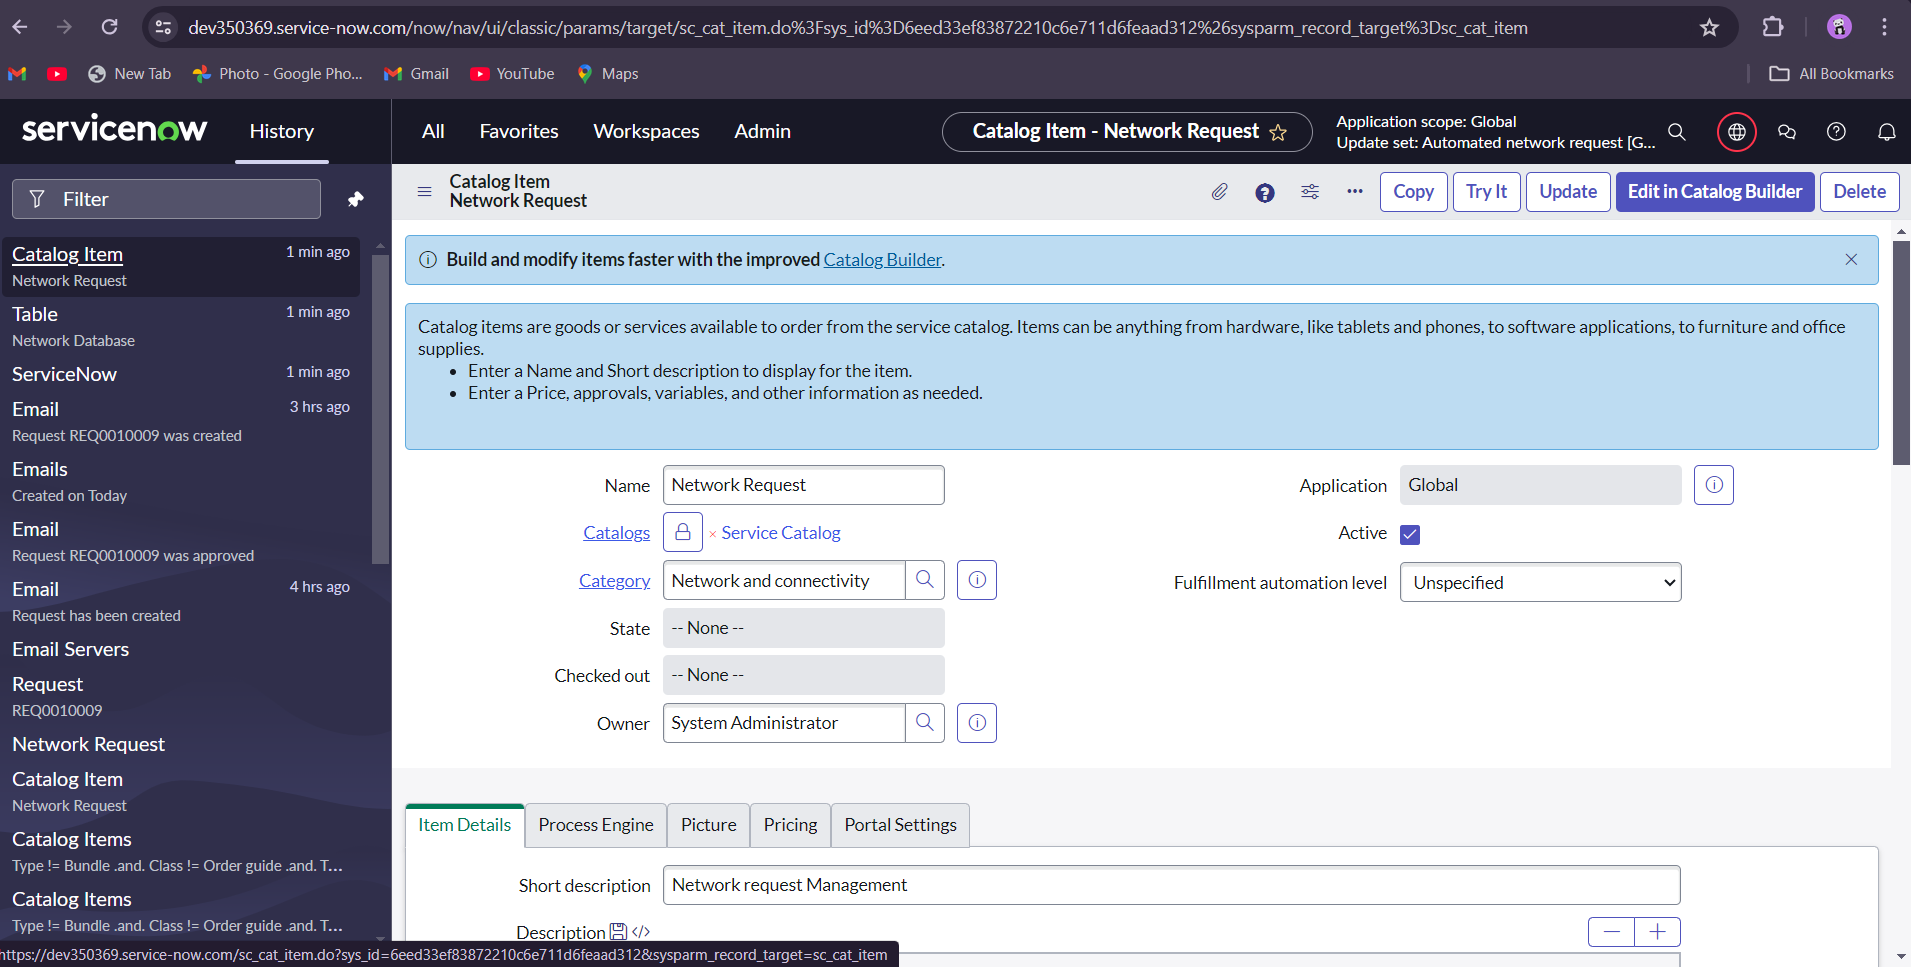 dev350369.service-now.com/now/nav/ui/classic/params/target/sc_cat_item.do%3Fsys_id%3D6eed33ef83872210c6e711d6feaad312%26sysparm_record_target%3Dsc_cat_item
New Tab
Photo - Google Pho...
Gmail
YouTube
Maps
All Bookmarks
servicenow
History
All
Favorites
Workspaces
Admin
Catalog Item - Network Request
Application scope: Global
Update set: Automated network request [G...
Filter
Catalog Item 1 min ago
Network Request
Table 1 min ago
Network Database
ServiceNow 1 min ago
Email 3 hrs ago
Request REQ0010009 was created
Emails
Created on Today
Email
Request REQ0010009 was approved
Email 4 hrs ago
Request has been created
Email Servers
Request
REQ0010009
Network Request
Catalog Item
Network Request
Catalog Items
Type != Bundle .and. Class != Order guide .and. T...
Catalog Items
Type != Bundle .and. Class != Order guide .and. T...
Catalog Item
Network Request
Copy
Try It
Update
Edit in Catalog Builder
Delete
Build and modify items faster with the improved Catalog Builder.
Catalog items are goods or services available to order from the service catalog. Items can be anything from hardware, like tablets and phones, to software applications, to furniture and office
supplies.
• Enter a Name and Short description to display for the item.
• Enter a Price, approvals, variables, and other information as needed.
Name Network Request
Catalogs × Service Catalog
Category Network and connectivity
State -- None --
Checked out -- None --
Owner System Administrator
Application Global
Active
Fulfillment automation level Unspecified
Item Details
Process Engine
Picture
Pricing
Portal Settings
Short description Network request Management
Description </>
https://dev350369.service-now.com/sc_cat_item.do?sys_id=6eed33ef83872210c6e711d6feaad312&sysparm_record_target=sc_cat_item